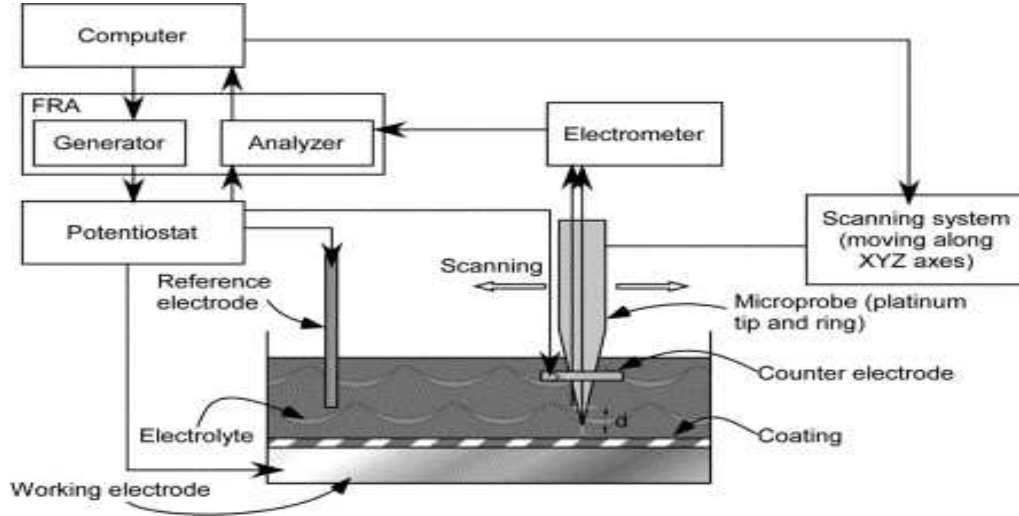 Computer
FRA
Generator
Analyzer
Electrometer
Potentiostat
Scanning system
(moving along
XYZ axes)
Scanning
Reference
electrode
Microprobe (platinum
tip and ring)
Counter electrode
d
Electrolyte
Coating
Working electrode